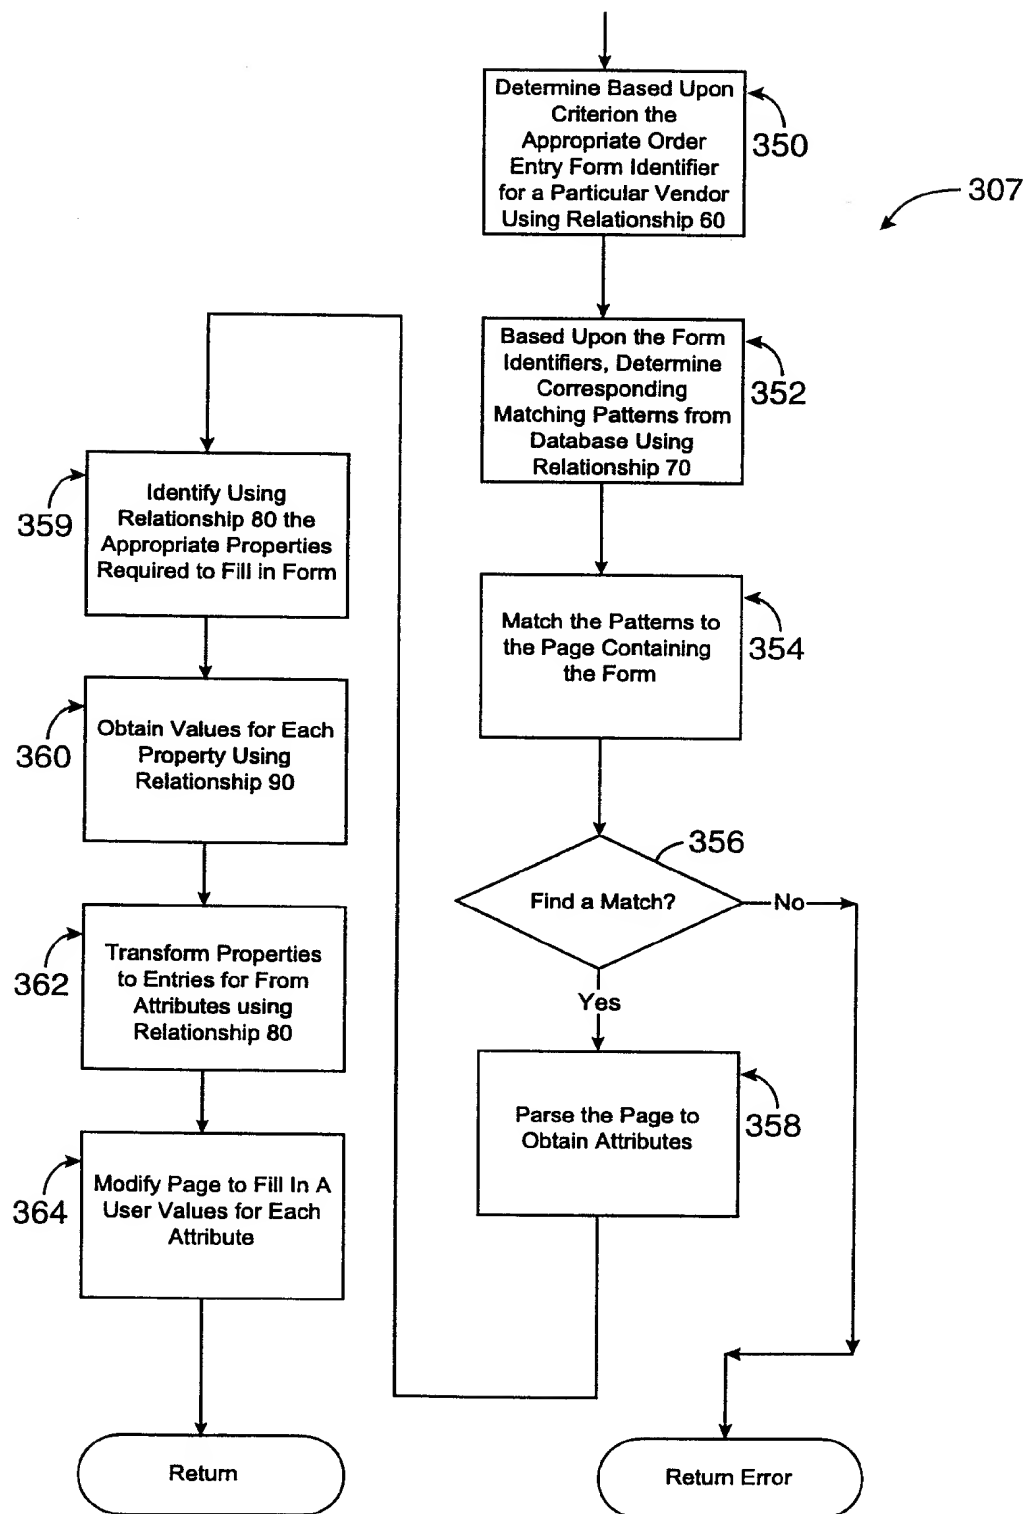 Determine Based Upon
Criterion the
Appropriate Order
Entry Form Identifier
for a Particular Vendor
Using Relationship 60
350
307
Based Upon the Form
Identifiers, Determine
Corresponding
Matching Patterns from
Database Using
Relationship 70
352
Match the Patterns to
the Page Containing
the Form
354
Find a Match?
356
No
Yes
Parse the Page to
Obtain Attributes
358
Identify Using
Relationship 80 the
Appropriate Properties
Required to Fill in Form
359
Obtain Values for Each
Property Using
Relationship 90
360
Transform Properties
to Entries for From
Attributes using
Relationship 80
362
Modify Page to Fill In A
User Values for Each
Attribute
364
Return
Return Error